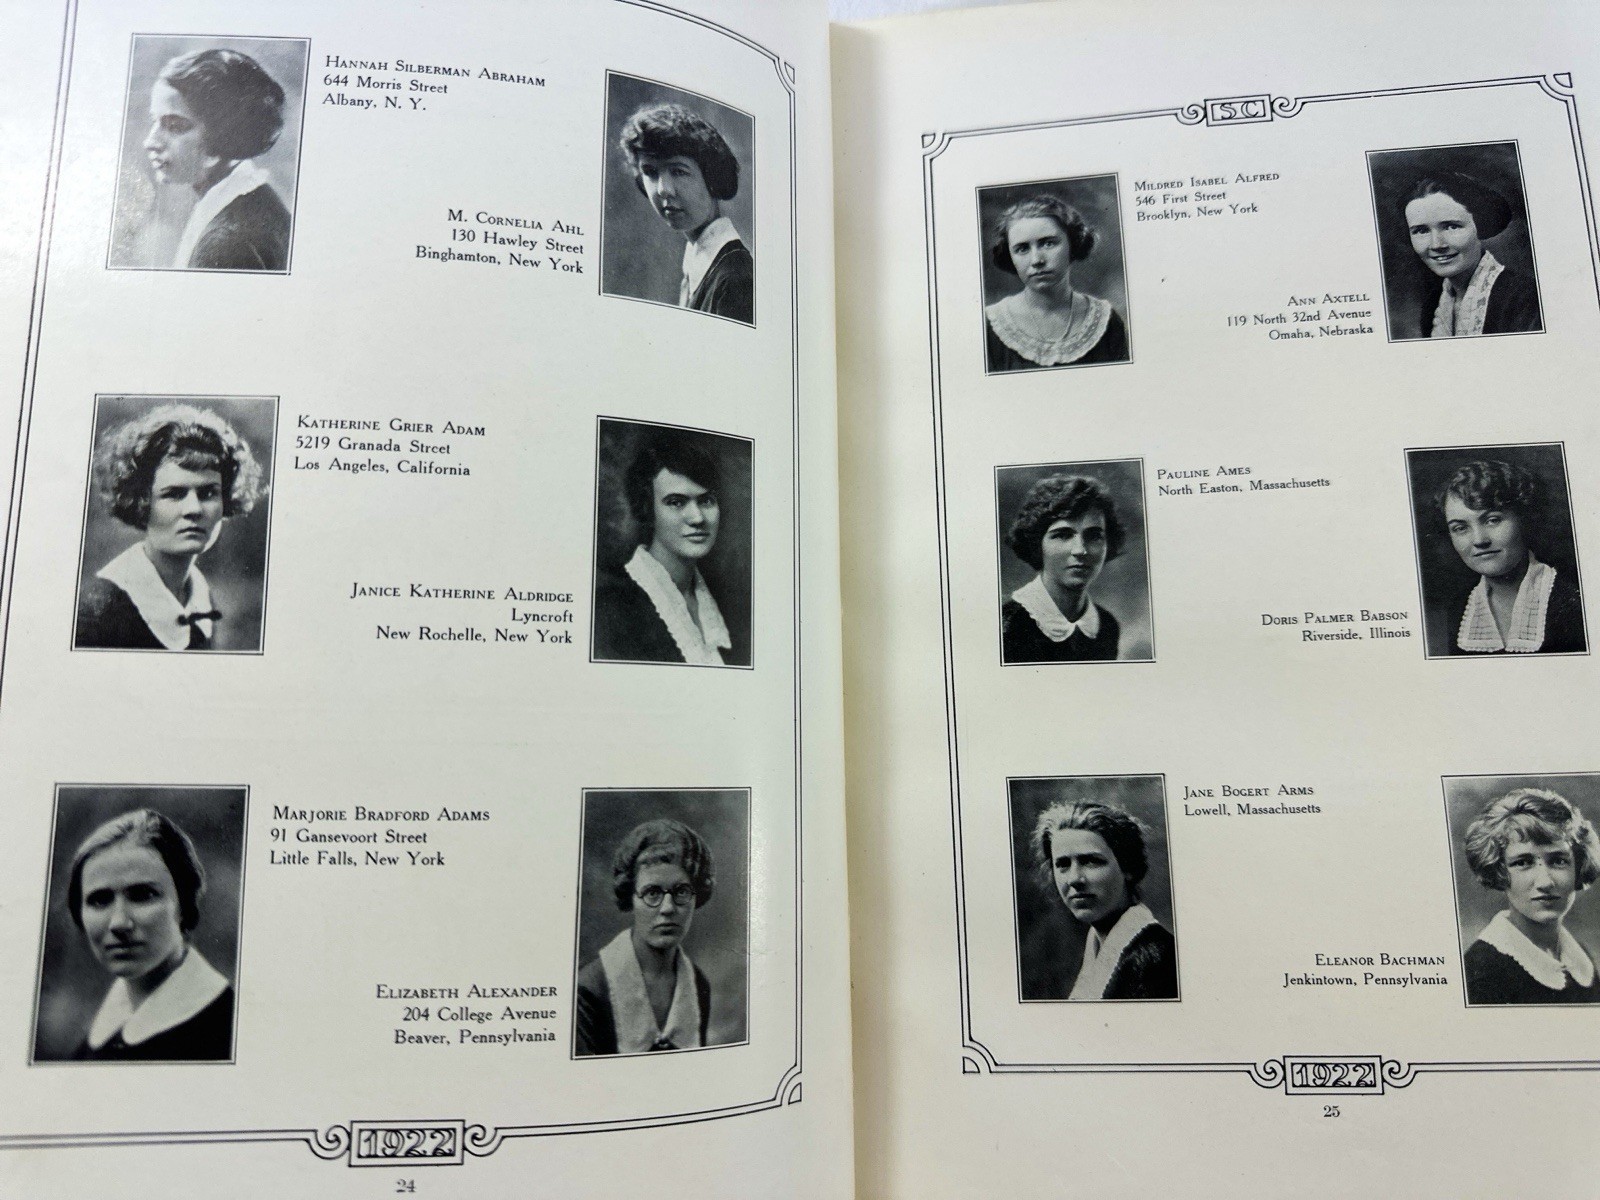 HANNAH SILBERMAN ABRAHAM
644 Morris Street
Albany, N. Y.
M. CORNELIA AHL
130 Hawley Street
Binghamton, New York
KATHERINE GRIER ADAM
5219 Granada Street
Los Angeles, California
JANICE KATHERINE ALDRIDGE
Lyncroft
New Rochelle, New York
MARJORIE BRADFORD ADAMS
91 Gansevoort Street
Little Falls, New York
ELIZABETH ALEXANDER
204 College Avenue
Beaver, Pennsylvania
1922
24
SC
MILDRED ISABEL ALFRED
546 First Street
Brooklyn, New York
ANN AXTELL
119 North 32nd Avenue
Omaha, Nebraska
PAULINE AMES
North Easton, Massachusetts
DORIS PALMER BABSON
Riverside, Illinois
JANE BOGERT ARMS
Lowell, Massachusetts
ELEANOR BACHMAN
Jenkintown, Pennsylvania
1922
25